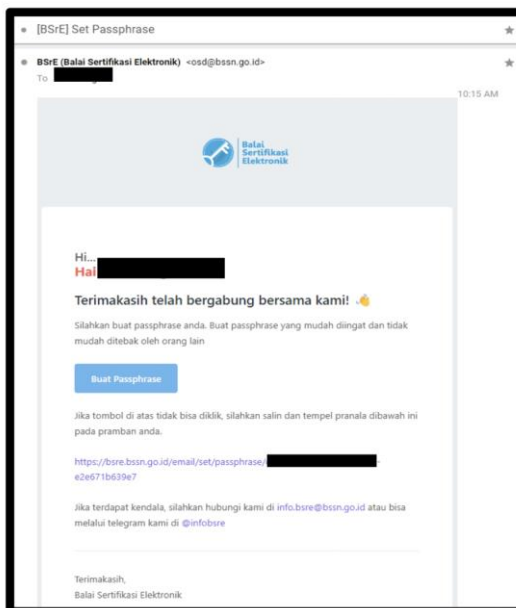 [BSrE] Set Passphrase
BSrE (Balai Sertifikasi Elektronik) <osd@bssn.go.id>
To
10:15 AM
Balai
Sertifikasi
Elektronik
Hi...
Hai
Terimakasih telah bergabung bersama kami! 👏
Silahkan buat passphrase anda. Buat passphrase yang mudah diingat dan tidak
mudah ditebak oleh orang lain
Buat Passphrase
Jika tombol di atas tidak bisa diklik, silahkan salin dan tempel pranala dibawah ini
pada pramban anda.
https://bsre.bssn.go.id/email/set/passphrase/
e2e671b639e7
Jika terdapat kendala, silahkan hubungi kami di info.bsre@bssn.go.id atau bisa
melalui telegram kami di @infobsre
Terimakasih,
Balai Sertifikasi Elektronik